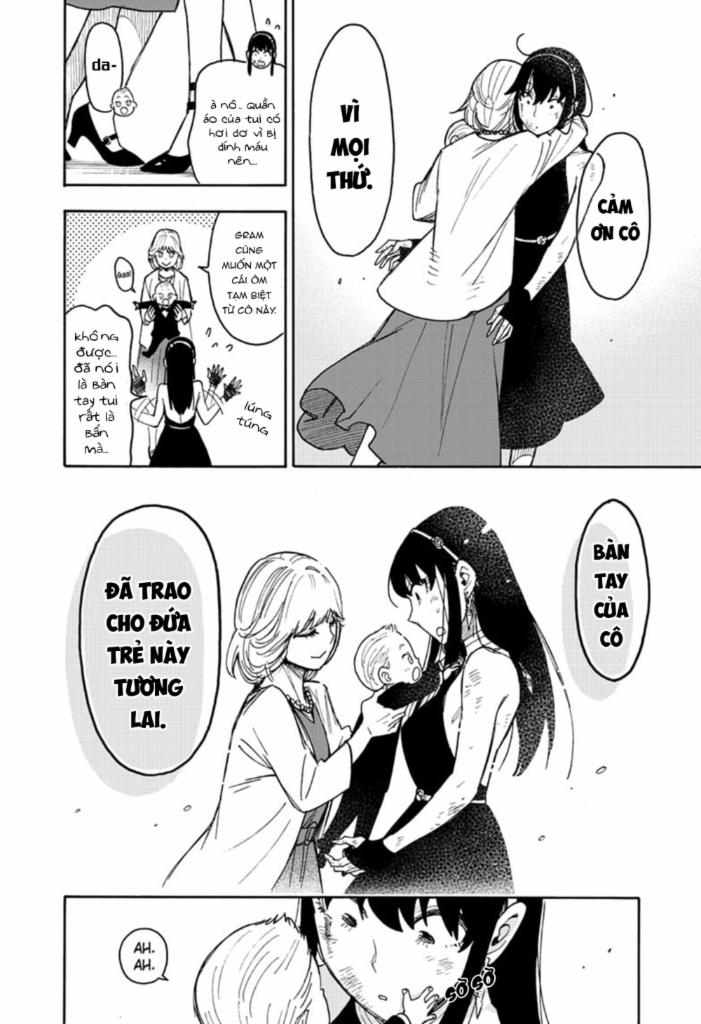 CẢM
ƠN CÔ
VÌ
MỌI
THỨ.
à nô.. quần
áo của tui có
hơi dơ vì bị
dính máu
nên...
da-
GRAM
CŨNG
MUỐN MỘT
CÁI ÔM
TẠM BIỆT
TỪ CÔ NÀY.
không
được...
đã nói
là bàn
tay tui
rất là
bẩn
mà...
lúng
túng
BÀN
TAY
CỦA
CÔ
ĐÃ TRAO
CHO ĐỨA
TRẺ NÀY
TƯƠNG
LAI.
AH.
AH.
sờ sờ